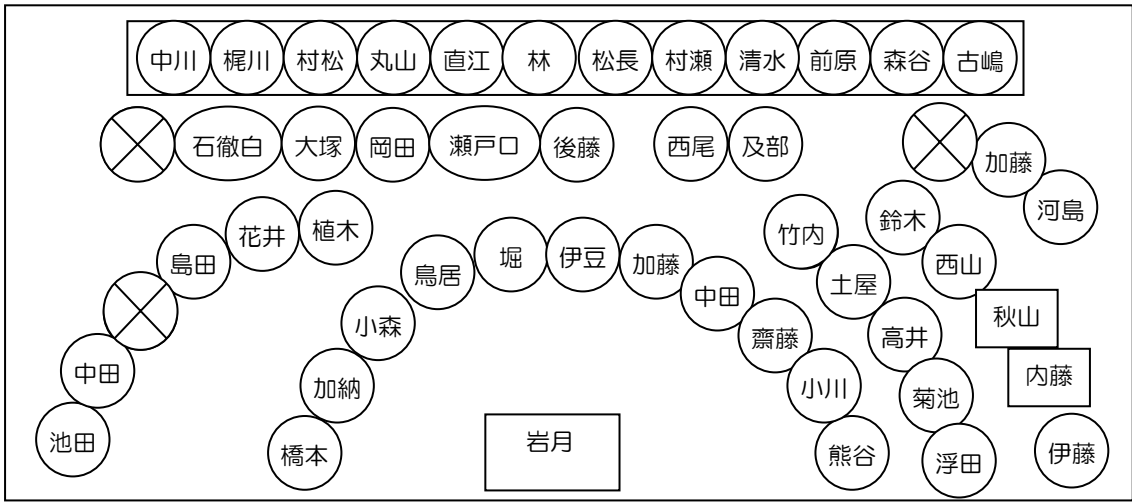 中川 梶川 村松 丸山 直江 林 松長 村瀬 清水 前原 森谷 古嶋
石徹白 大塚 岡田 瀬戸口 後藤 西尾 及部 加藤
河島
花井 植木 竹内 鈴木
島田 鳥居 堀 伊豆 加藤 土屋 西山
中田
小森 齋藤 高井 秋山
中田 加納 小川 菊池 内藤
池田 橋本 岩月 熊谷 浮田 伊藤